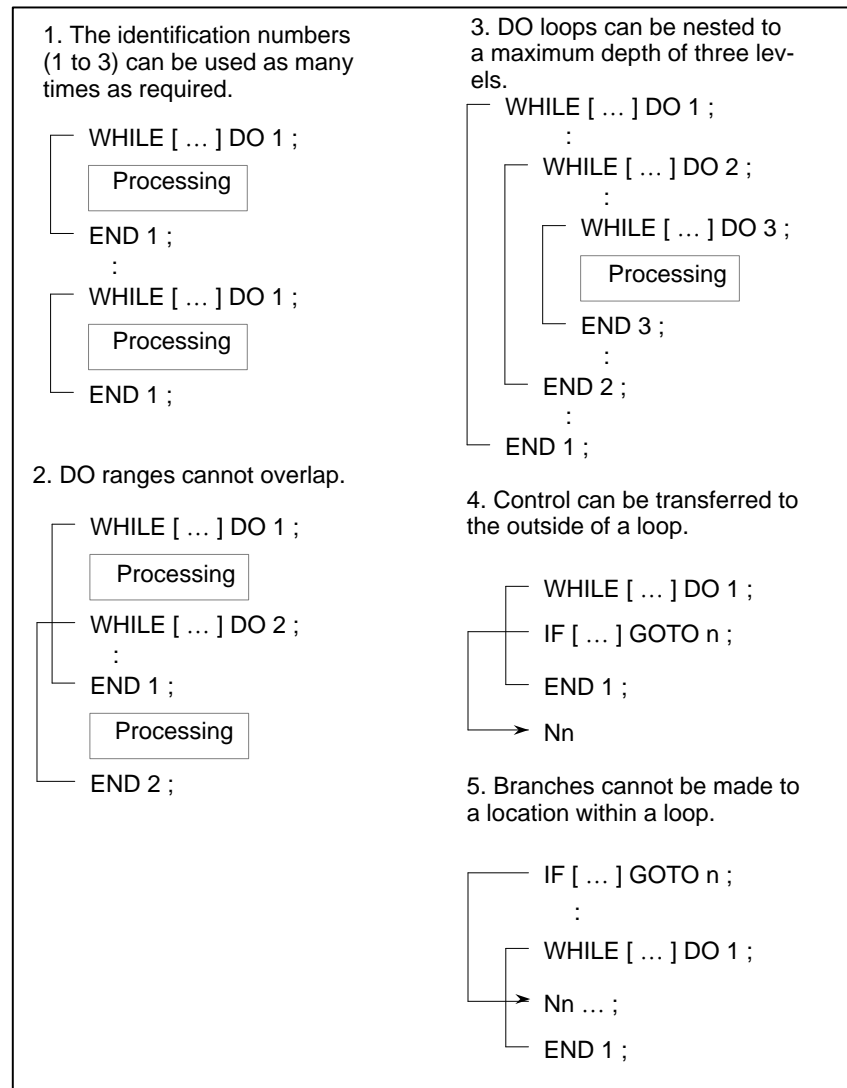 1. The identification numbers
(1 to 3) can be used as many
times as required.
WHILE [ … ] DO 1 ;
Processing
END 1 ;
:
WHILE [ … ] DO 1 ;
Processing
END 1 ;
2. DO ranges cannot overlap.
WHILE [ … ] DO 1 ;
Processing
WHILE [ … ] DO 2 ;
:
END 1 ;
Processing
END 2 ;
3. DO loops can be nested to
a maximum depth of three lev-
els.
WHILE [ … ] DO 1 ;
:
WHILE [ … ] DO 2 ;
:
WHILE [ … ] DO 3 ;
Processing
END 3 ;
:
END 2 ;
:
END 1 ;
4. Control can be transferred to
the outside of a loop.
WHILE [ … ] DO 1 ;
IF [ … ] GOTO n ;
END 1 ;
Nn
5. Branches cannot be made to
a location within a loop.
IF [ … ] GOTO n ;
:
WHILE [ … ] DO 1 ;
Nn … ;
END 1 ;